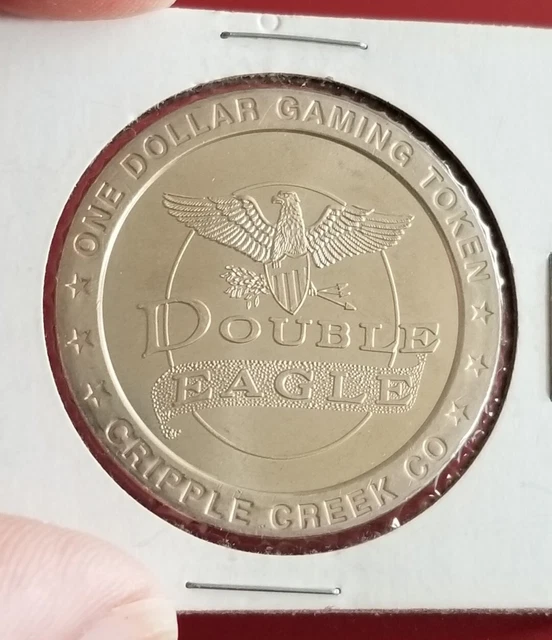 ONE DOLLAR GAMING TOKEN
DOUBLE
EAGLE
CRIPPLE CREEK CO